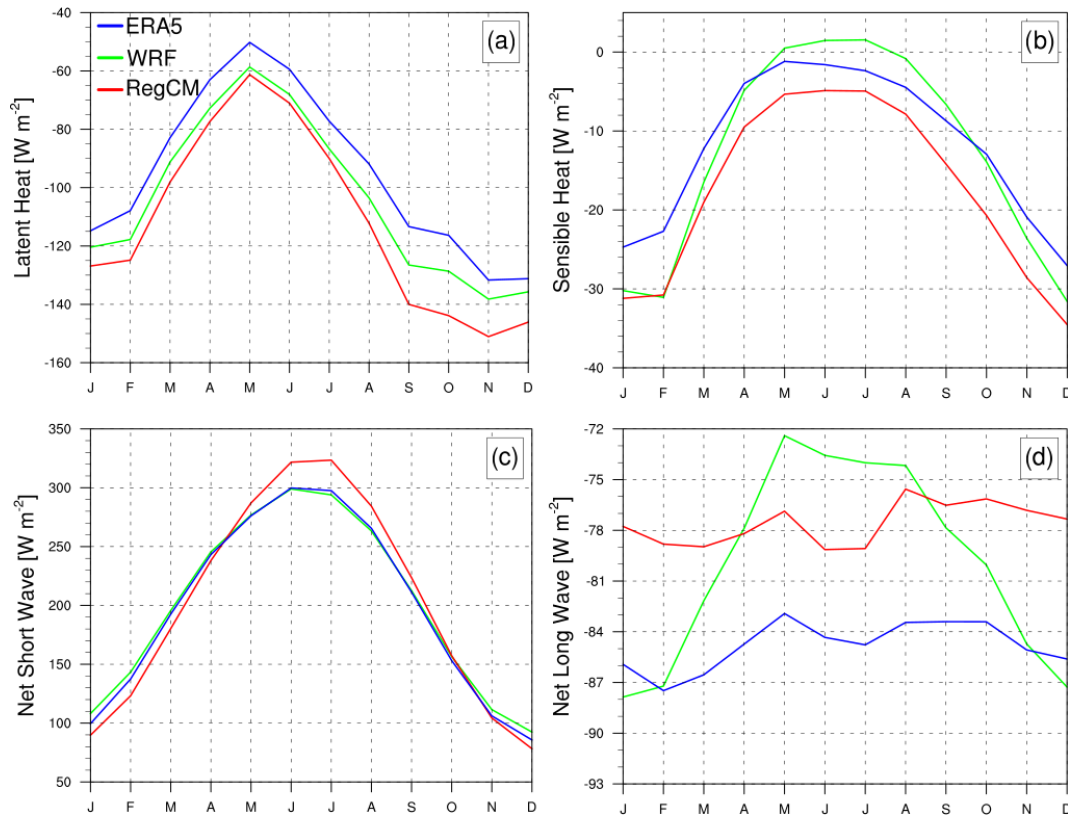 -40
-60
-80
-100
-120
-140
-160
Latent Heat [W m⁻²]
ERA5
WRF
RegCM
(a)
J F M A M J J A S O N D
0
-10
-20
-30
-40
Sensible Heat [W m⁻²]
(b)
J F M A M J J A S O N D
350
300
250
200
150
100
50
Net Short Wave [W m⁻²]
(c)
J F M A M J J A S O N D
-72
-75
-78
-81
-84
-87
-90
-93
Net Long Wave [W m⁻²]
(d)
J F M A M J J A S O N D